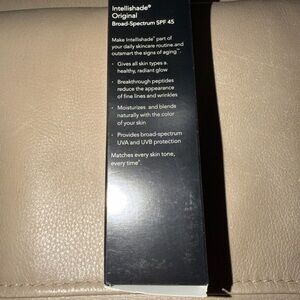 Intellishade®
Original
Broad-Spectrum SPF 45
Make Intellishade® part of
your daily skincare routine and
outsmart the signs of aging™.
· Gives all skin types a
healthy, radiant glow
· Breakthrough peptides
reduce the appearance
of fine lines and wrinkles
· Moisturizes and blends
naturally with the color
of your skin
· Provides broad-spectrum
UVA and UVB protection
Matches every skin tone,
every time®